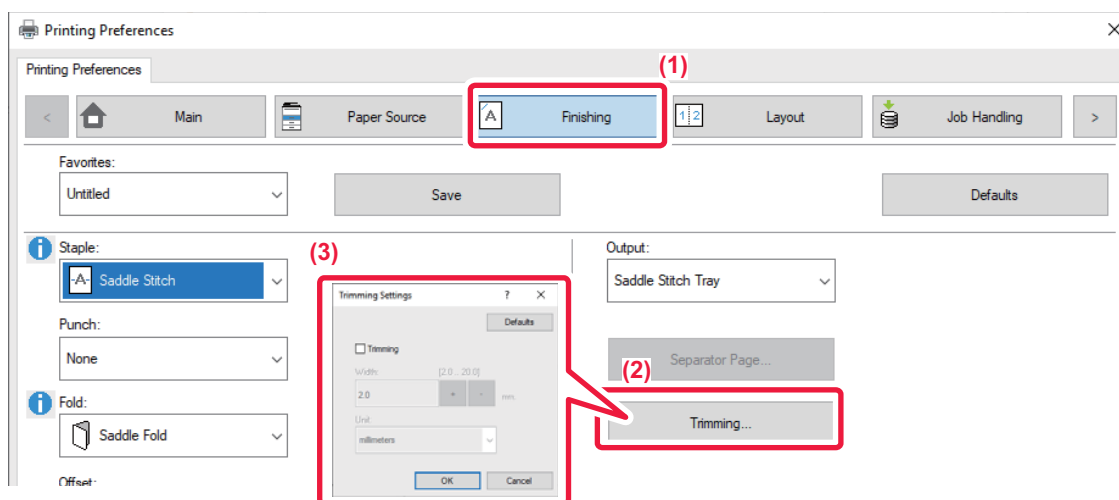 Printing Preferences
Printing Preferences
(1)
< Main Paper Source A Finishing 1 2 Layout Job Handling >
Favorites:
Untitled Save Defaults
Staple:
-A- Saddle Stitch
Punch:
None
Fold:
Saddle Fold
Offset:
(3)
Trimming Settings ? ×
Defaults
Trimming
Width: [2.0 .. 20.0]
2.0 + - mm.
Unit
millimeters
OK Cancel
Output:
Saddle Stitch Tray
Separator Page...
(2)
Trimming...